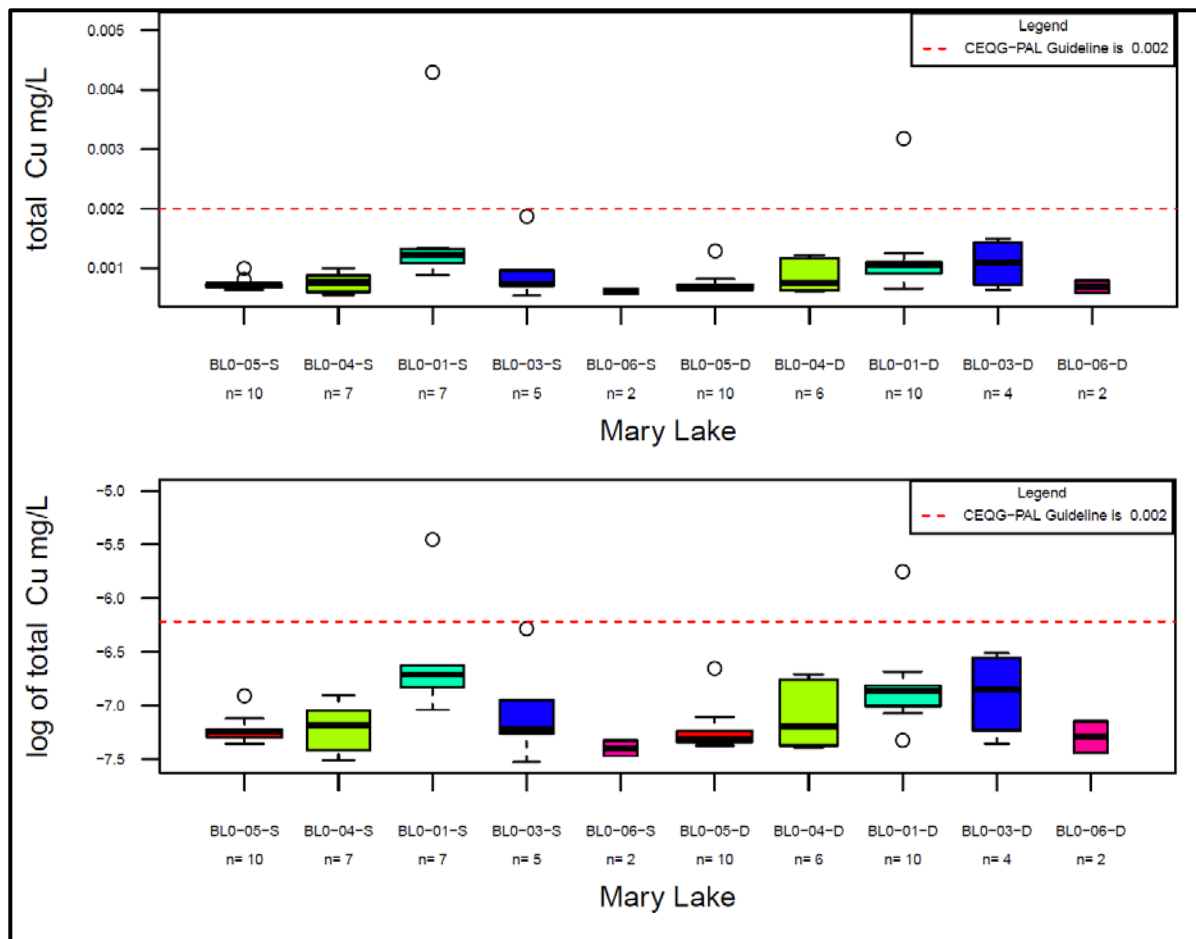 Legend
CEQG-PAL Guideline is 0.002
total Cu mg/L
0.005
0.004
0.003
0.002
0.001
BL0-05-S BL0-04-S BL0-01-S BL0-03-S BL0-06-S BL0-05-D BL0-04-D BL0-01-D BL0-03-D BL0-06-D
n= 10 n= 7 n= 7 n= 5 n= 2 n= 10 n= 6 n= 10 n= 4 n= 2
Mary Lake
Legend
CEQG-PAL Guideline is 0.002
log of total Cu mg/L
-5.0
-5.5
-6.0
-6.5
-7.0
-7.5
BL0-05-S BL0-04-S BL0-01-S BL0-03-S BL0-06-S BL0-05-D BL0-04-D BL0-01-D BL0-03-D BL0-06-D
n= 10 n= 7 n= 7 n= 5 n= 2 n= 10 n= 6 n= 10 n= 4 n= 2
Mary Lake